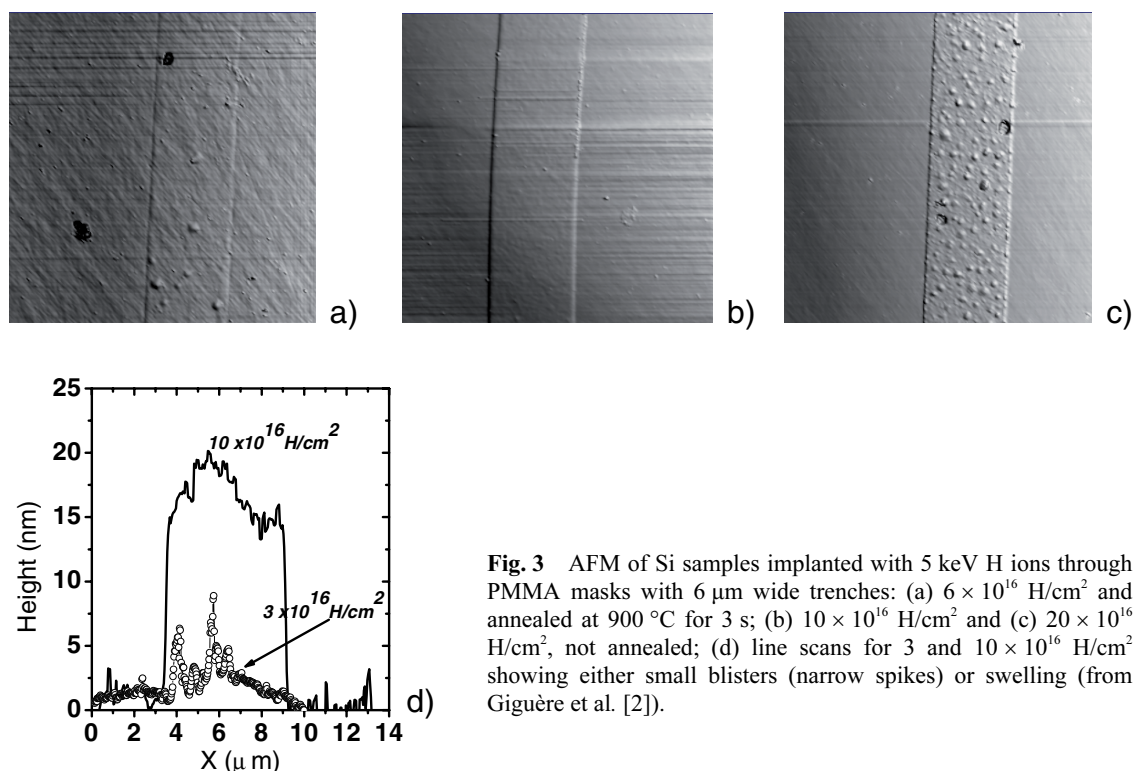 a)
b)
c)
25
20
15
10
5
0
Height (nm)
10 x10^16 H/cm^2
3 x10^16 H/cm^2
0 2 4 6 8 10 12 14
X (μ m)
d)
Fig. 3 AFM of Si samples implanted with 5 keV H ions through
PMMA masks with 6 μm wide trenches: (a) 6 × 10^16 H/cm^2 and
annealed at 900 °C for 3 s; (b) 10 × 10^16 H/cm^2 and (c) 20 × 10^16
H/cm^2, not annealed; (d) line scans for 3 and 10 × 10^16 H/cm^2
showing either small blisters (narrow spikes) or swelling (from
Giguère et al. [2]).